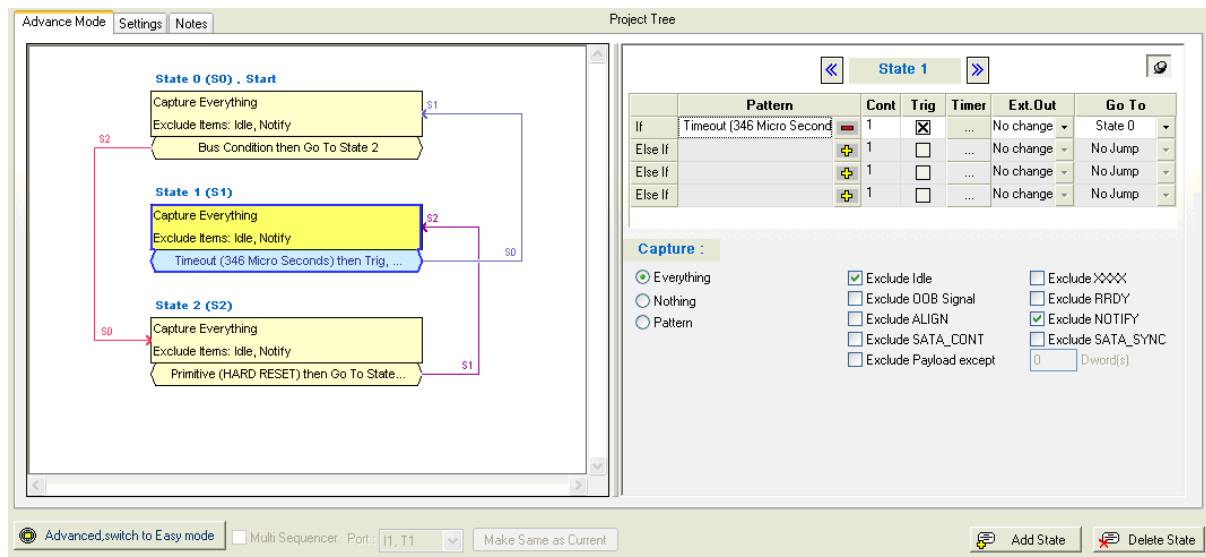 Advance Mode Settings Notes
Project Tree
State 0 (S0) . Start
Capture Everything
Exclude Items: Idle, Notify
Bus Condition then Go To State 2
S1
S2
State 1 (S1)
Capture Everything
Exclude Items: Idle, Notify
Timeout (346 Micro Seconds) then Trig, ...
S2
S0
State 2 (S2)
Capture Everything
Exclude Items: Idle, Notify
Primitive (HARD RESET) then Go To State...
S0
S1
State 1
Pattern Cont Trig Timer Ext.Out Go To
If Timeout (346 Micro Second 1 ... No change State 0
Else If 1 ... No change No Jump
Else If 1 ... No change No Jump
Else If 1 ... No change No Jump
Capture :
Everything
Nothing
Pattern
Exclude Idle
Exclude OOB Signal
Exclude ALIGN
Exclude SATA_CONT
Exclude Payload except 0 Dword(s)
Exclude XXXX
Exclude RRDY
Exclude NOTIFY
Exclude SATA_SYNC
Advanced,switch to Easy mode Multi Sequencer Port : I1, T1 Make Same as Current Add State Delete State